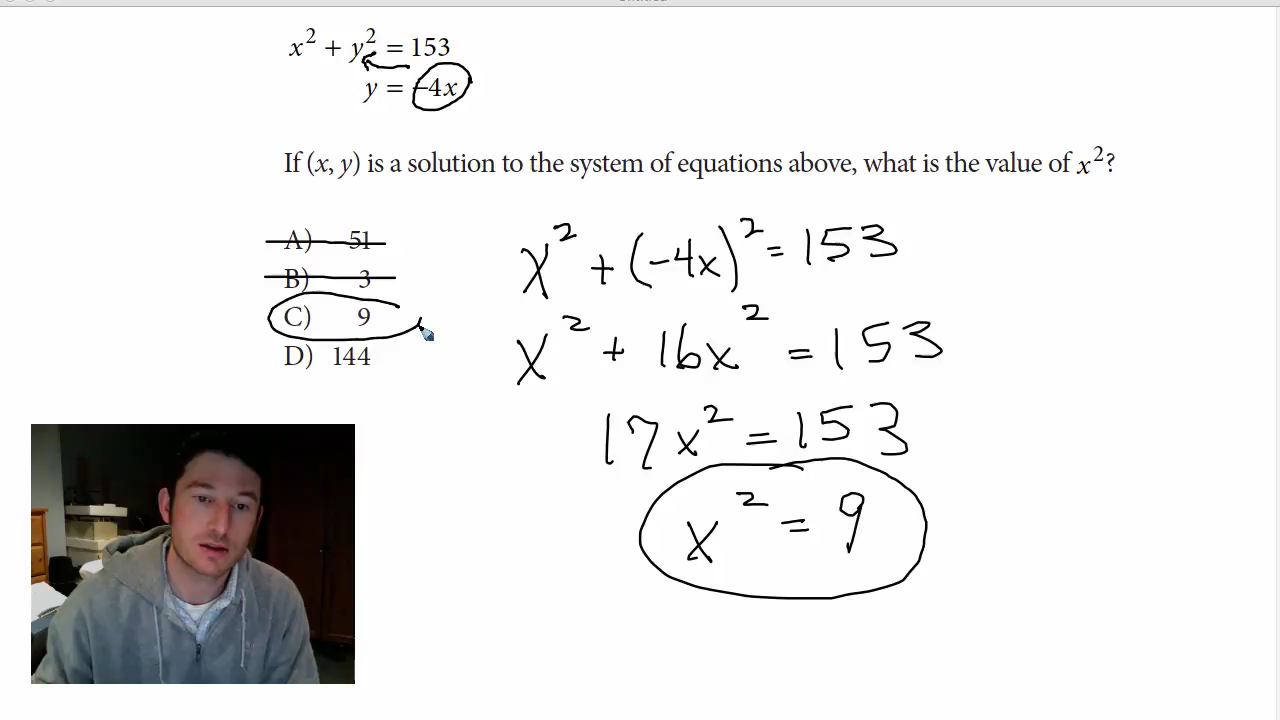 x² + y² = 153
y = −4x
If (x, y) is a solution to the system of equations above, what is the value of x²?
A) 51
B) 3
C) 9
D) 144
x² + (−4x)² = 153
x² + 16x² = 153
17x² = 153
x² = 9